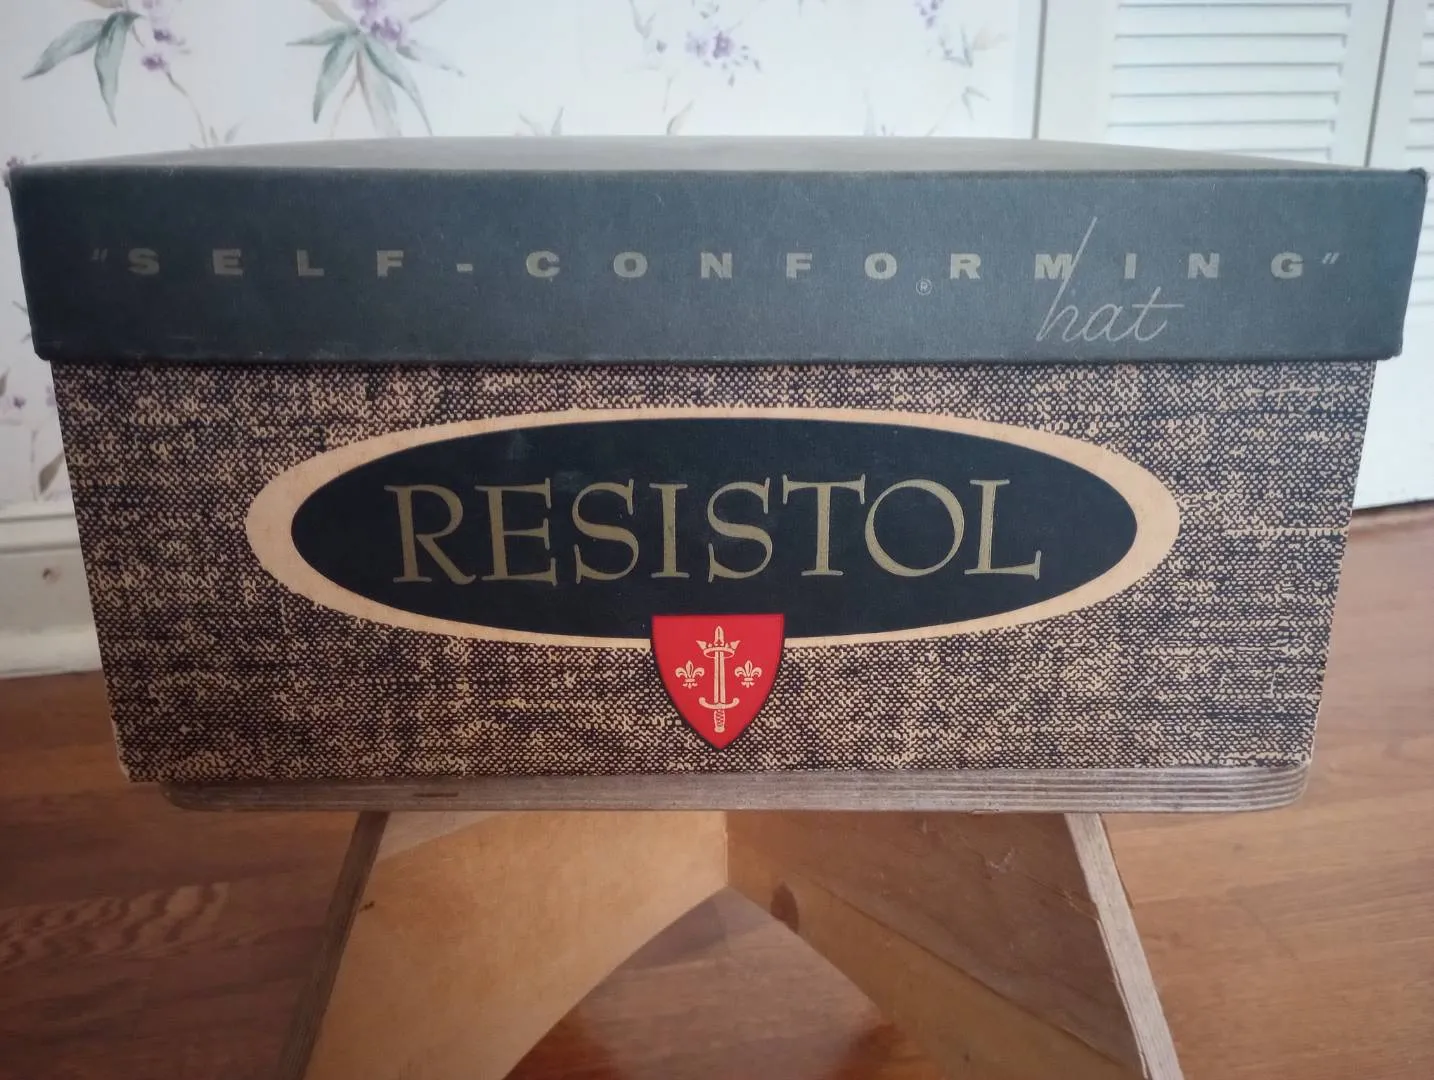 "SELF-CONFORMING"
®
hat
RESISTOL